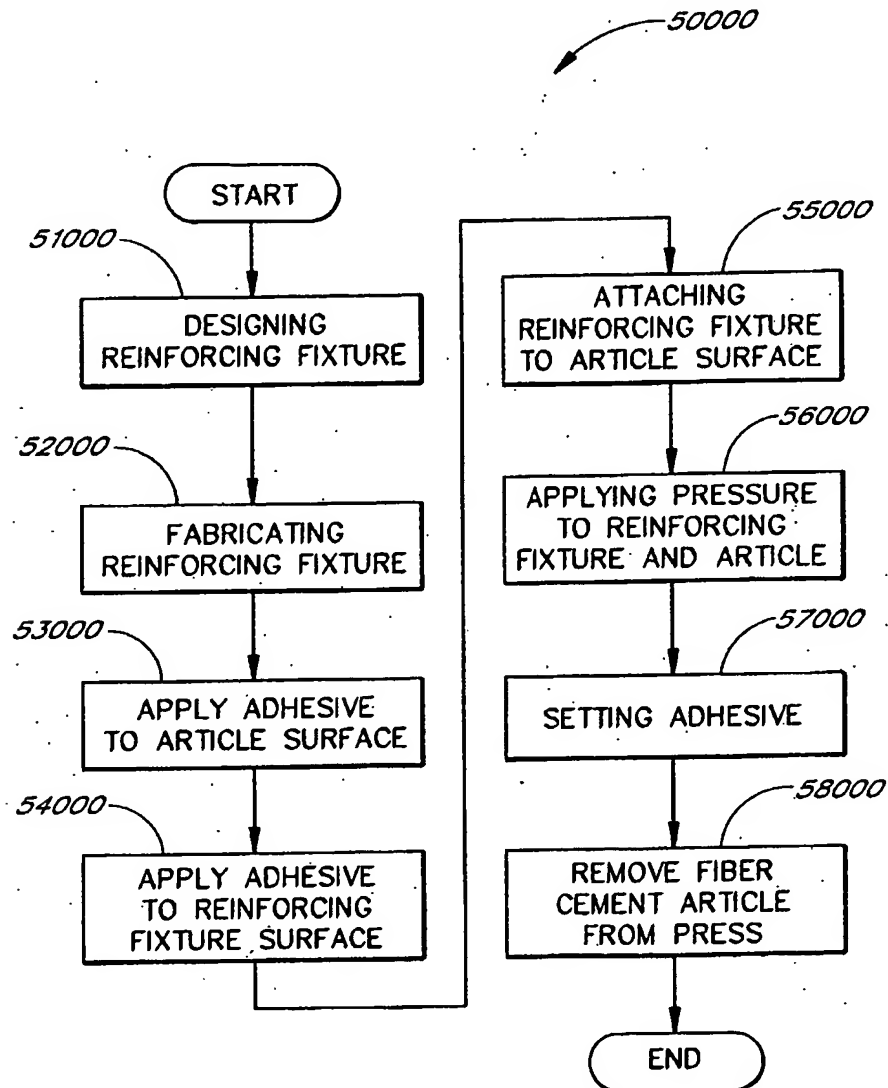 50000
START
51000
DESIGNING
REINFORCING FIXTURE
52000
FABRICATING
REINFORCING FIXTURE
53000
APPLY ADHESIVE
TO ARTICLE SURFACE
54000
APPLY ADHESIVE
TO REINFORCING
FIXTURE SURFACE
55000
ATTACHING
REINFORCING FIXTURE
TO ARTICLE SURFACE
56000
APPLYING PRESSURE
TO REINFORCING
FIXTURE AND ARTICLE
57000
SETTING ADHESIVE
58000
REMOVE FIBER
CEMENT ARTICLE
FROM PRESS
END